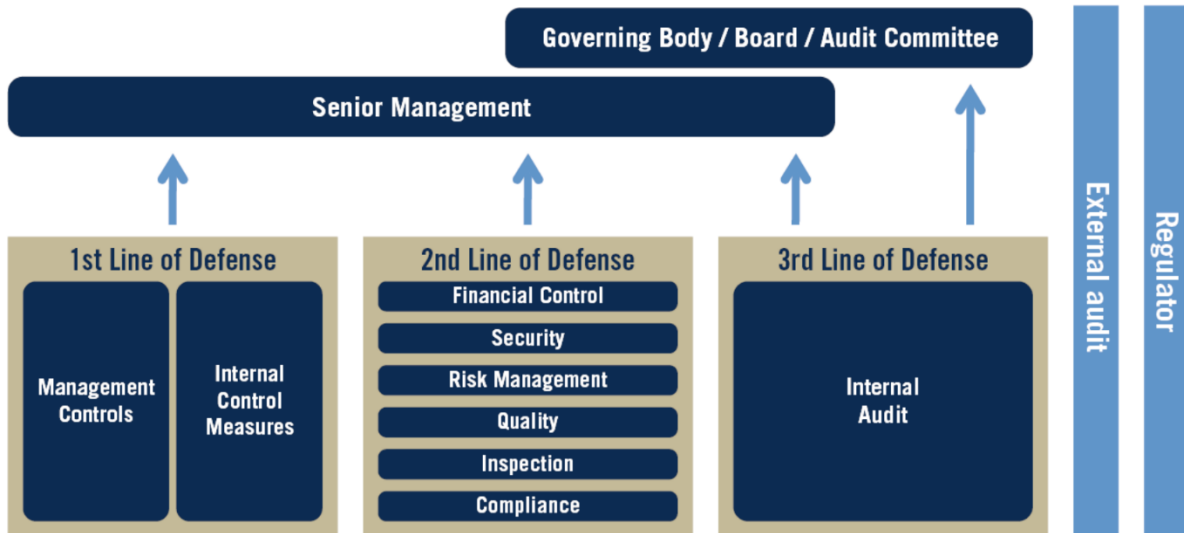 Governing Body / Board / Audit Committee
Senior Management
1st Line of Defense
Management
Controls
Internal
Control
Measures
2nd Line of Defense
Financial Control
Security
Risk Management
Quality
Inspection
Compliance
3rd Line of Defense
Internal
Audit
External audit
Regulator